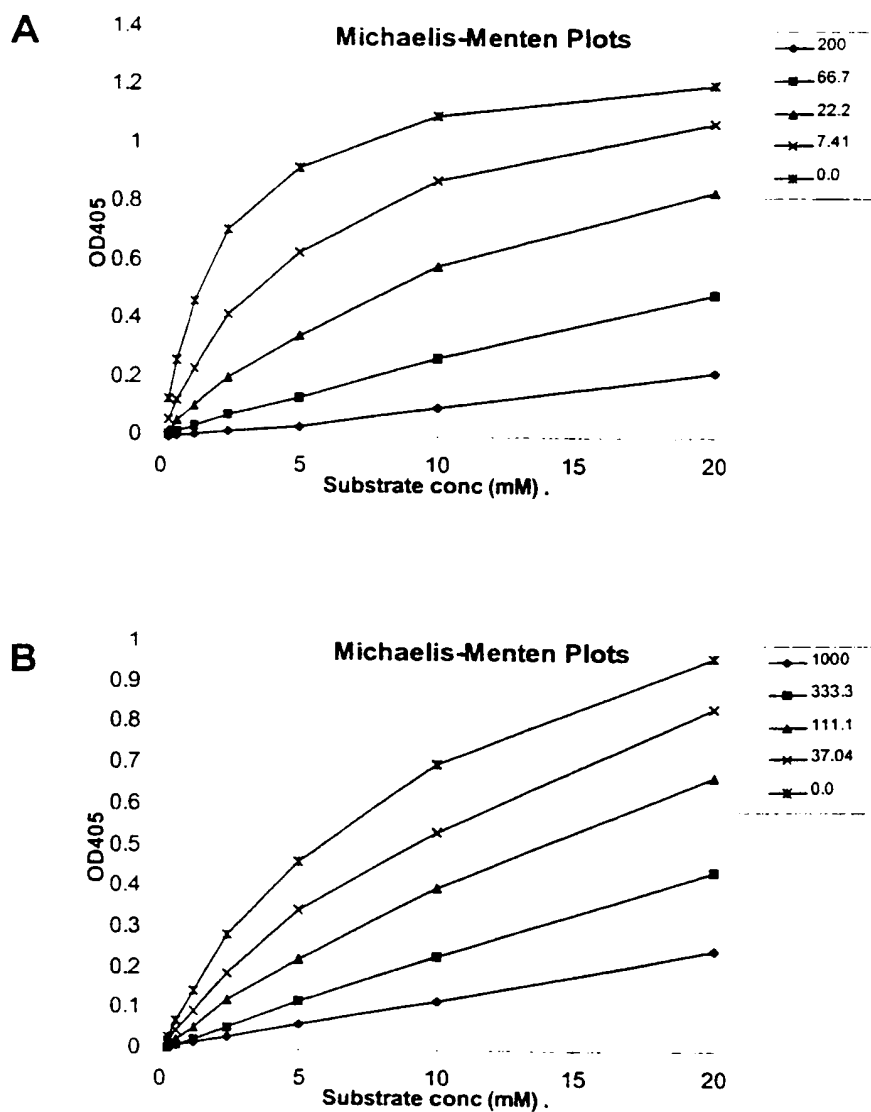 A
Michaelis-Menten Plots
1.4
1.2
1
0.8
0.6
0.4
0.2
0
OD405
0 5 10 15 20
Substrate conc (mM) .
200
66.7
22.2
7.41
0.0
B
Michaelis-Menten Plots
1
0.9
0.8
0.7
0.6
0.5
0.4
0.3
0.2
0.1
0
OD405
0 5 10 15 20
Substrate conc (mM) .
1000
333.3
111.1
37.04
0.0